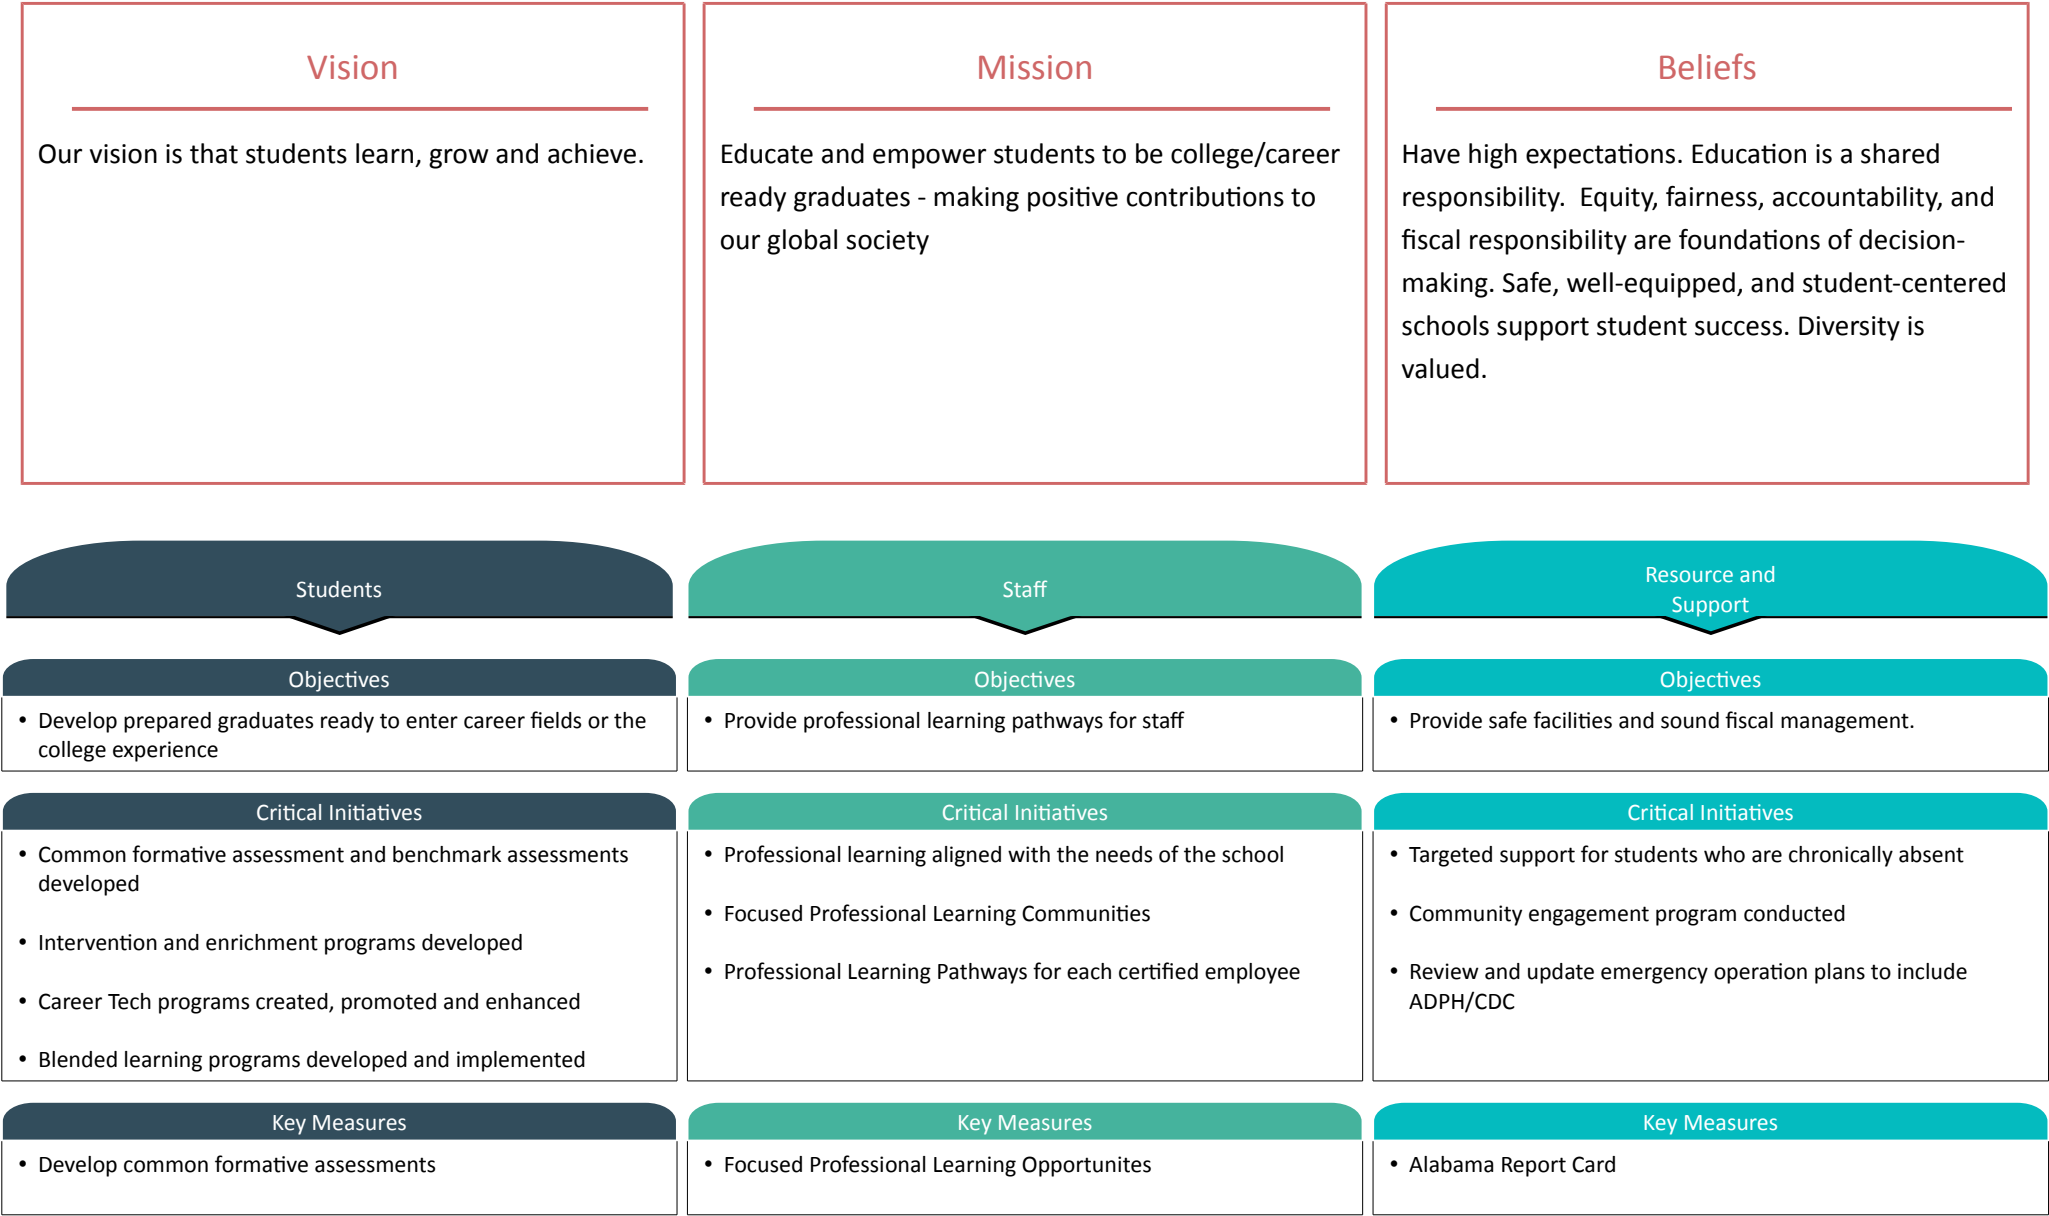 Vision
Our vision is that students learn, grow and achieve.
Mission
Educate and empower students to be college/career
ready graduates - making positive contributions to
our global society
Beliefs
Have high expectations. Education is a shared
responsibility.  Equity, fairness, accountability, and
fiscal responsibility are foundations of decision-
making. Safe, well-equipped, and student-centered
schools support student success. Diversity is
valued.
Students
Objectives
• Develop prepared graduates ready to enter career fields or the
college experience
Critical Initiatives
• Common formative assessment and benchmark assessments
developed
• Intervention and enrichment programs developed
• Career Tech programs created, promoted and enhanced
• Blended learning programs developed and implemented
Key Measures
• Develop common formative assessments
Staff
Objectives
• Provide professional learning pathways for staff
Critical Initiatives
• Professional learning aligned with the needs of the school
• Focused Professional Learning Communities
• Professional Learning Pathways for each certified employee
Key Measures
• Focused Professional Learning Opportunites
Resource and
Support
Objectives
• Provide safe facilities and sound fiscal management.
Critical Initiatives
• Targeted support for students who are chronically absent
• Community engagement program conducted
• Review and update emergency operation plans to include
ADPH/CDC
Key Measures
• Alabama Report Card